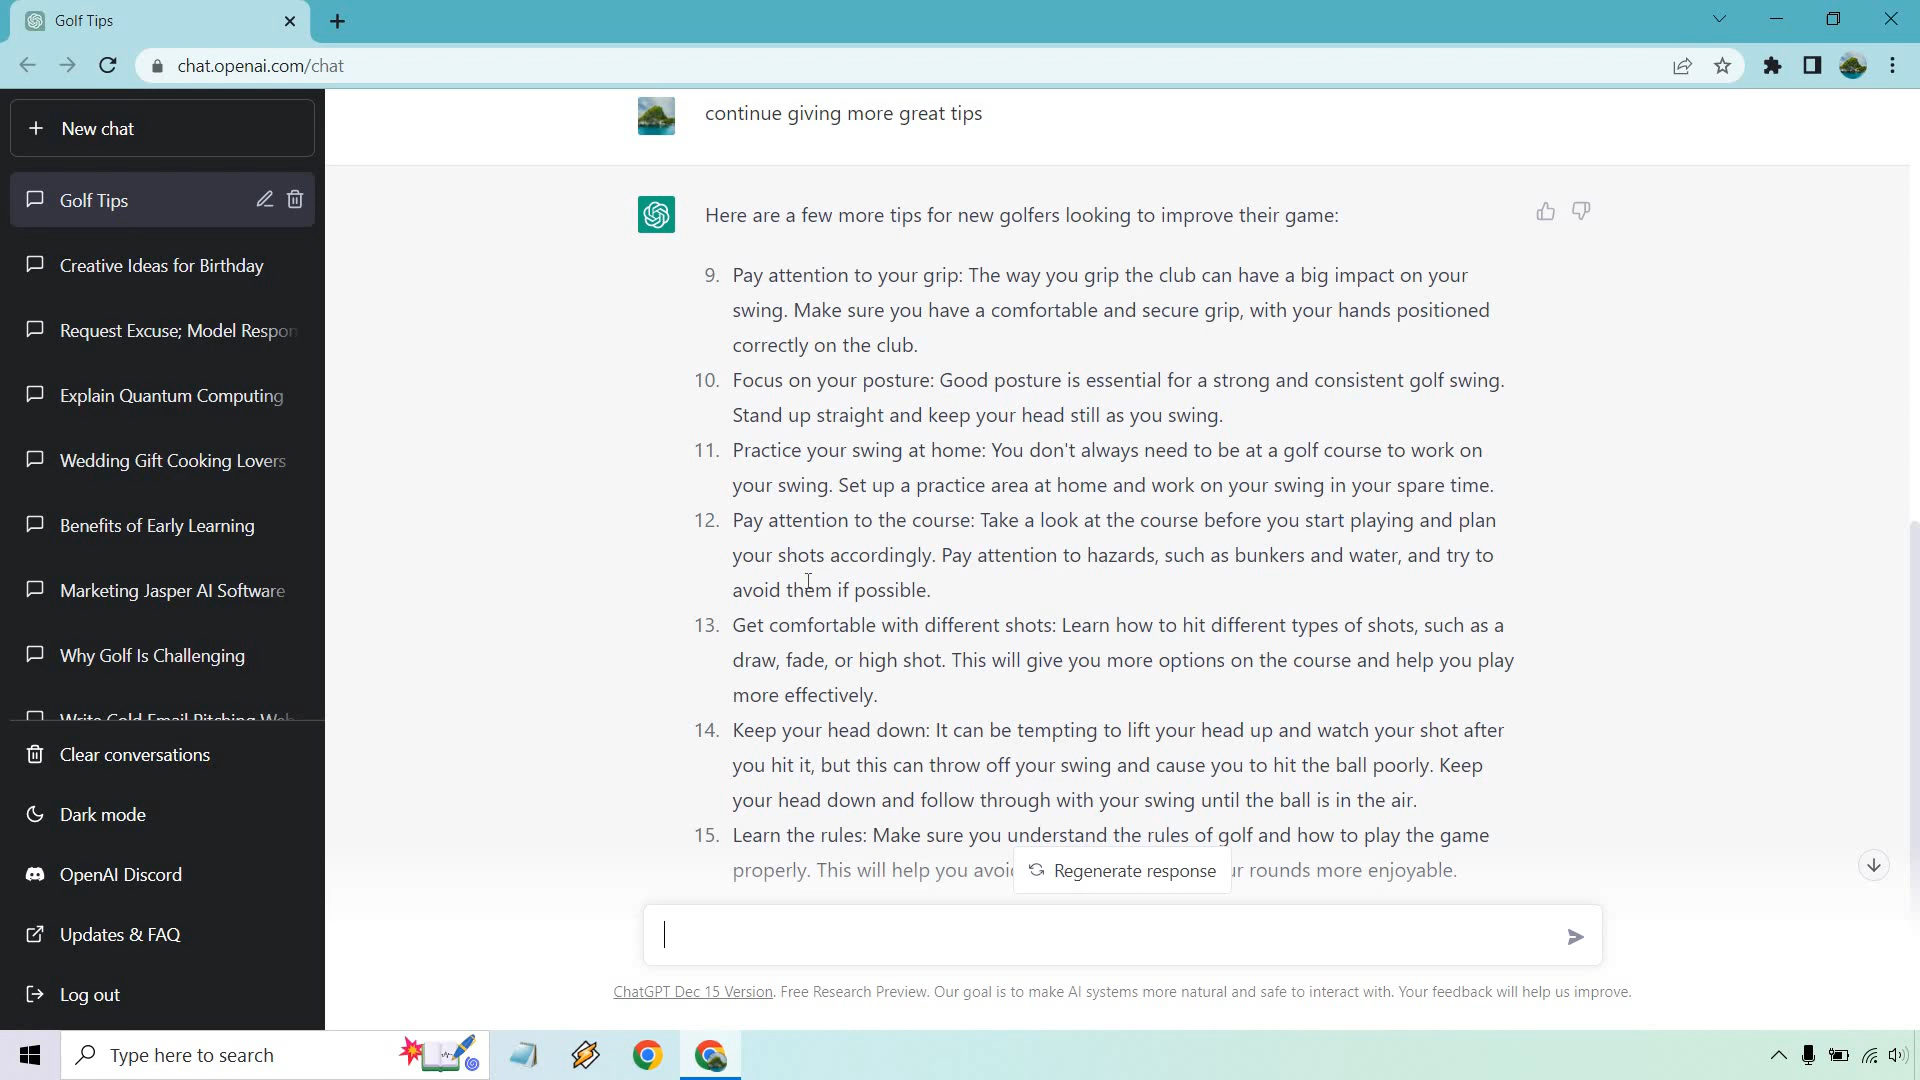 Golf Tips
chat.openai.com/chat
New chat
Golf Tips
Creative Ideas for Birthday
Request Excuse; Model Respon
Explain Quantum Computing
Wedding Gift Cooking Lovers
Benefits of Early Learning
Marketing Jasper AI Software
Why Golf Is Challenging
Write Cold Email Pitching Web
Clear conversations
Dark mode
OpenAI Discord
Updates & FAQ
Log out
continue giving more great tips
Here are a few more tips for new golfers looking to improve their game:
9. Pay attention to your grip: The way you grip the club can have a big impact on your
swing. Make sure you have a comfortable and secure grip, with your hands positioned
correctly on the club.
10. Focus on your posture: Good posture is essential for a strong and consistent golf swing.
Stand up straight and keep your head still as you swing.
11. Practice your swing at home: You don't always need to be at a golf course to work on
your swing. Set up a practice area at home and work on your swing in your spare time.
12. Pay attention to the course: Take a look at the course before you start playing and plan
your shots accordingly. Pay attention to hazards, such as bunkers and water, and try to
avoid them if possible.
13. Get comfortable with different shots: Learn how to hit different types of shots, such as a
draw, fade, or high shot. This will give you more options on the course and help you play
more effectively.
14. Keep your head down: It can be tempting to lift your head up and watch your shot after
you hit it, but this can throw off your swing and cause you to hit the ball poorly. Keep
your head down and follow through with your swing until the ball is in the air.
15. Learn the rules: Make sure you understand the rules of golf and how to play the game
properly. This will help you avoi ur rounds more enjoyable.
Regenerate response
ChatGPT Dec 15 Version. Free Research Preview. Our goal is to make AI systems more natural and safe to interact with. Your feedback will help us improve.
Type here to search